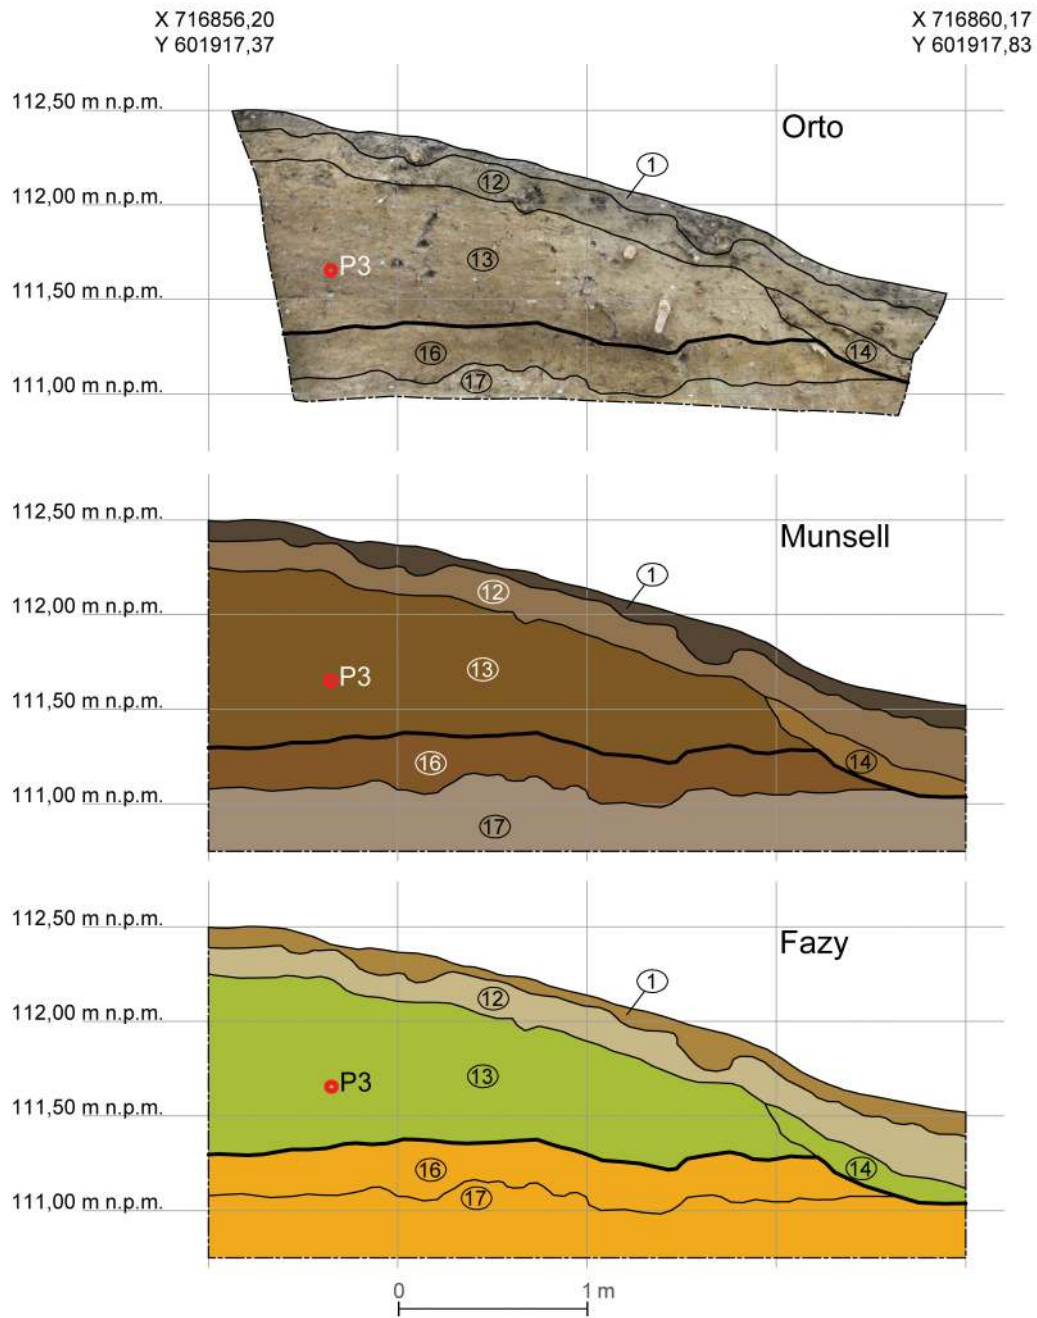 X 716856,20
Y 601917,37
X 716860,17
Y 601917,83
112,50 m n.p.m.
Orto
1
12
112,00 m n.p.m.
13
P3
111,50 m n.p.m.
16
14
17
111,00 m n.p.m.
112,50 m n.p.m.
Munsell
1
12
112,00 m n.p.m.
13
P3
111,50 m n.p.m.
16
14
111,00 m n.p.m.
17
112,50 m n.p.m.
Fazy
1
12
112,00 m n.p.m.
13
P3
111,50 m n.p.m.
16
14
17
111,00 m n.p.m.
0
1 m